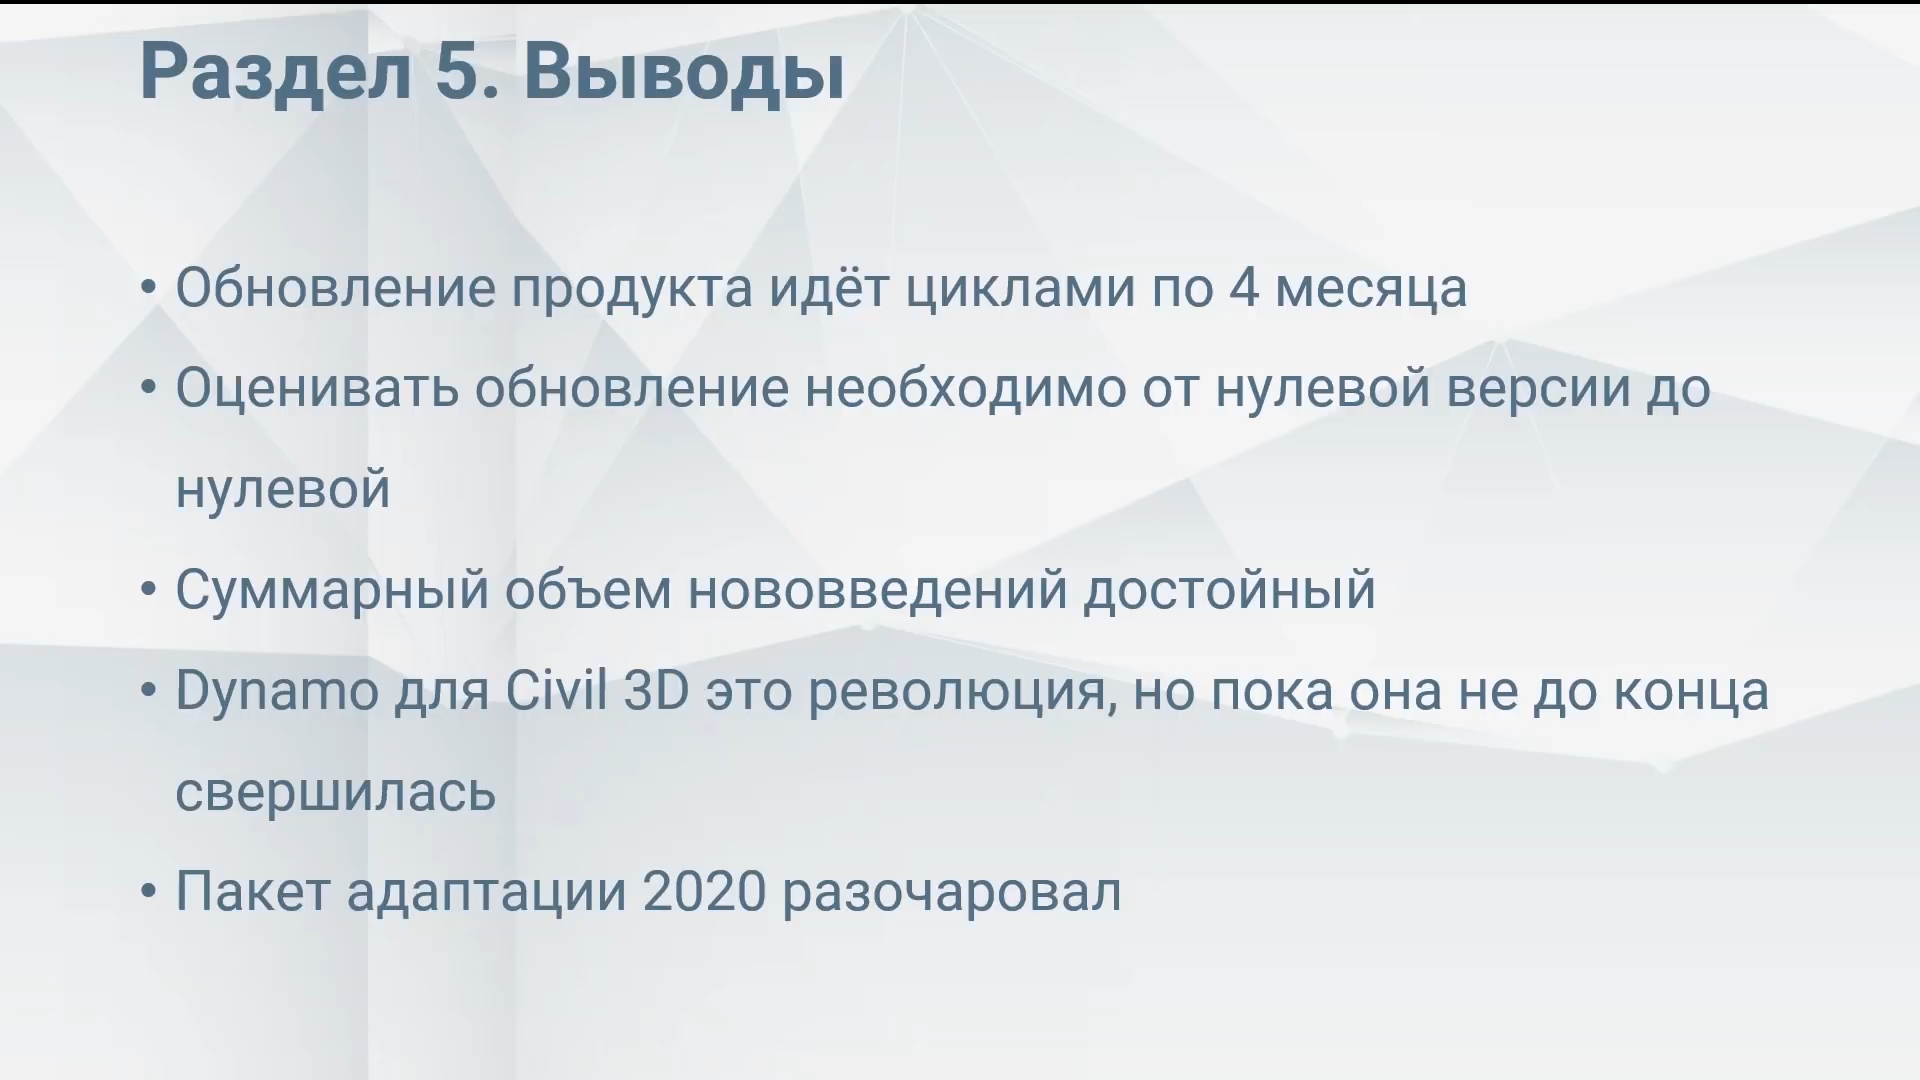 Раздел 5. Выводы
• Обновление продукта идёт циклами по 4 месяца
• Оценивать обновление необходимо от нулевой версии до
нулевой
• Суммарный объем нововведений достойный
• Dynamo для Civil 3D это революция, но пока она не до конца
свершилась
• Пакет адаптации 2020 разочаровал